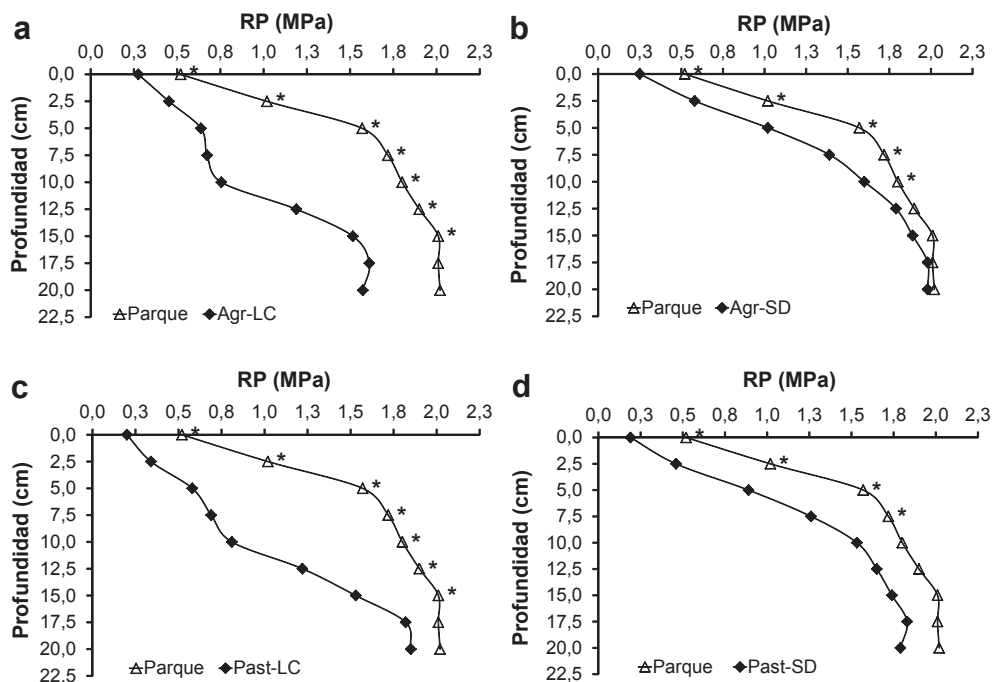 a
RP (MPa)
0,0 0,3 0,5 0,8 1,0 1,3 1,5 1,8 2,0 2,3
Profundidad (cm)
0,0
2,5
5,0
7,5
10,0
12,5
15,0
17,5
20,0
22,5
* * * * * * *
Parque Agr-LC
b
RP (MPa)
0,0 0,3 0,5 0,8 1,0 1,3 1,5 1,8 2,0 2,3
Profundidad (cm)
0,0
2,5
5,0
7,5
10,0
12,5
15,0
17,5
20,0
22,5
* * * * *
Parque Agr-SD
c
RP (MPa)
0,0 0,3 0,5 0,8 1,0 1,3 1,5 1,8 2,0 2,3
Profundidad (cm)
0,0
2,5
5,0
7,5
10,0
12,5
15,0
17,5
20,0
22,5
* * * * * * *
Parque Past-LC
d
RP (MPa)
0,0 0,3 0,5 0,8 1,0 1,3 1,5 1,8 2,0 2,3
Profundidad (cm)
0,0
2,5
5,0
7,5
10,0
12,5
15,0
17,5
20,0
22,5
* * * *
Parque Past-SD